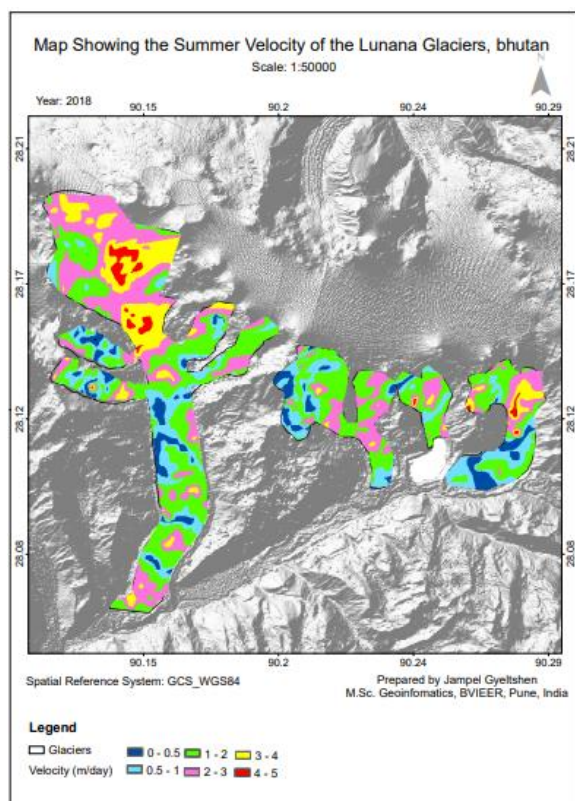 Map Showing the Summer Velocity of the Lunana Glaciers, bhutan
Scale: 1:50000
N
Year: 2018
90.15 90.2 90.24 90.29
28.21 28.21
28.17 28.17
28.12 28.12
28.08 28.08
90.15 90.2 90.24 90.29
Spatial Reference System: GCS_WGS84
Prepared by Jampel Gyeltshen
M.Sc. Geoinfomatics, BVIEER, Pune, India
Legend
Glaciers 0 - 0.5 1 - 2 3 - 4
Velocity (m/day) 0.5 - 1 2 - 3 4 - 5